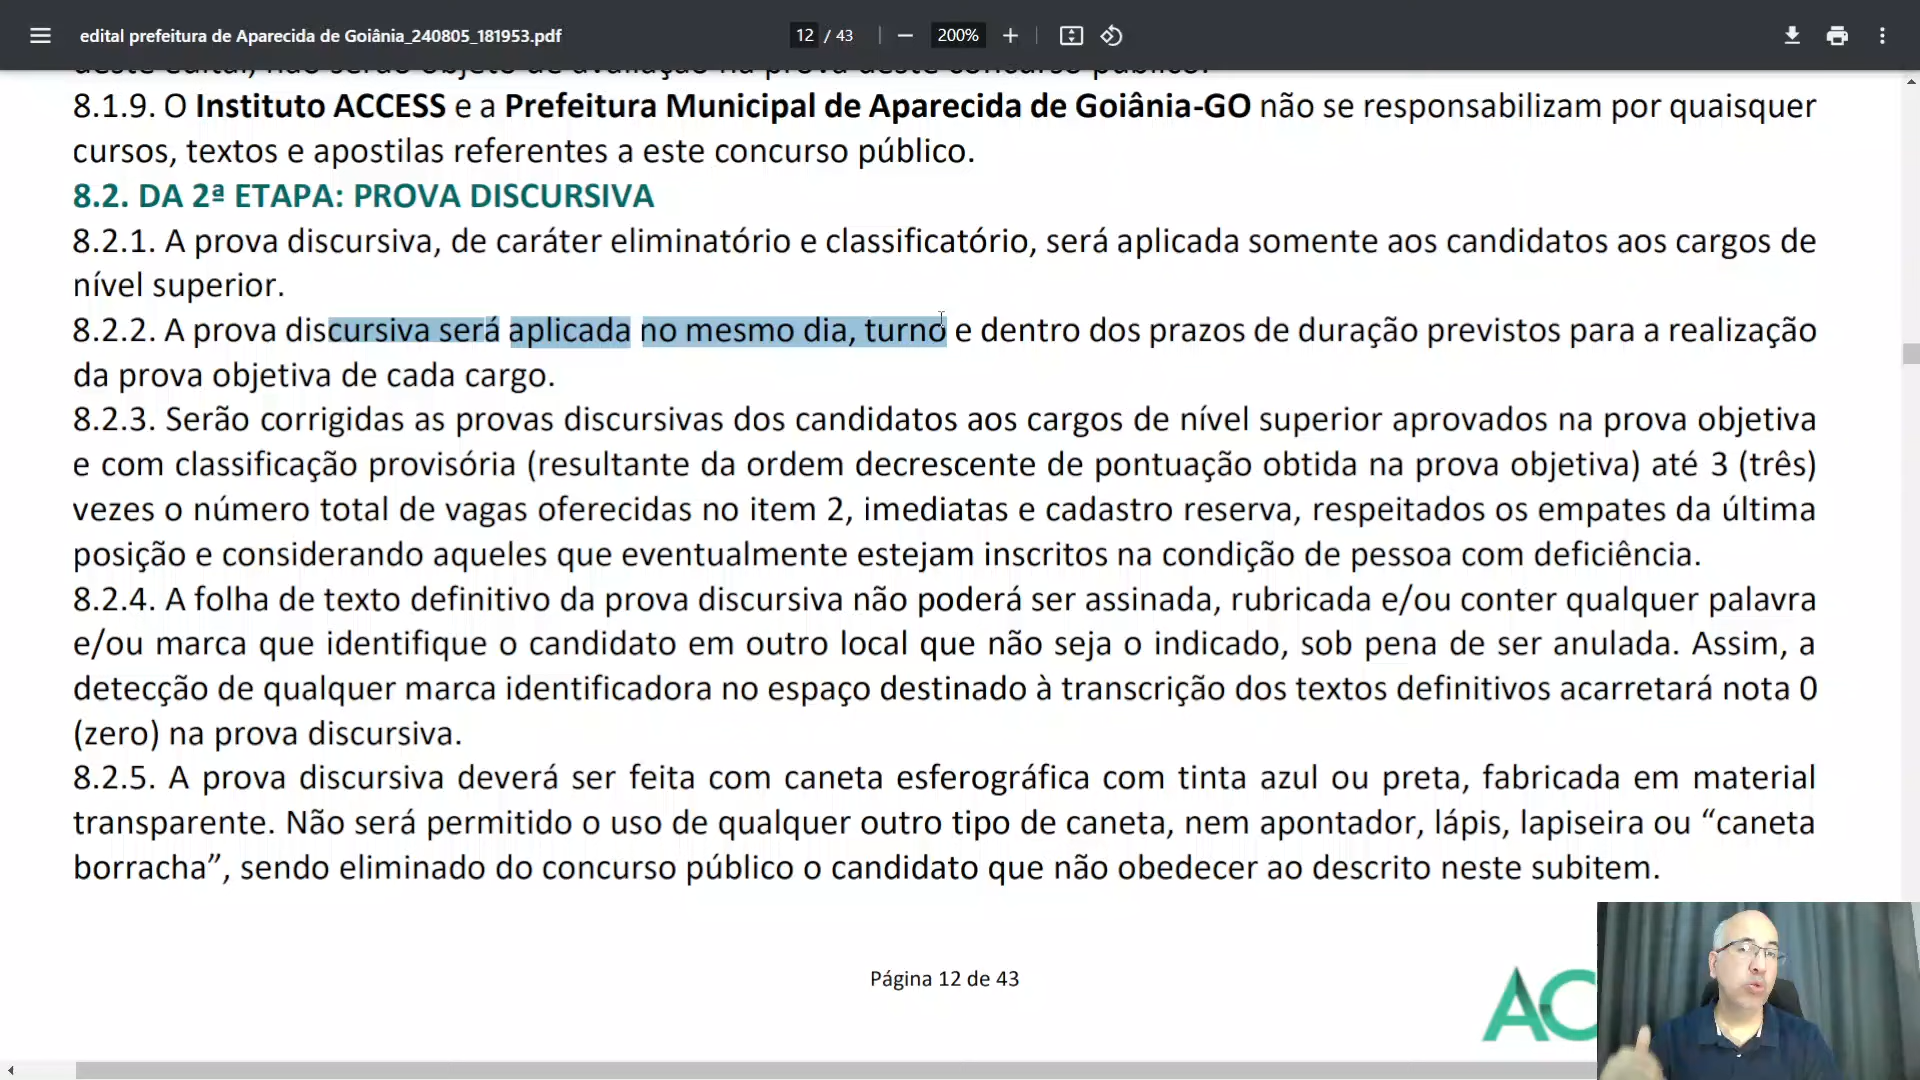 edital prefeitura de Aparecida de Goiânia_240805_181953.pdf
12 / 43
200%
deste edital, não serão objeto de avaliação na prova deste concurso público.
8.1.9. O Instituto ACCESS e a Prefeitura Municipal de Aparecida de Goiânia-GO não se responsabilizam por quaisquer
cursos, textos e apostilas referentes a este concurso público.
8.2. DA 2ª ETAPA: PROVA DISCURSIVA
8.2.1. A prova discursiva, de caráter eliminatório e classificatório, será aplicada somente aos candidatos aos cargos de
nível superior.
8.2.2. A prova discursiva será aplicada no mesmo dia, turno e dentro dos prazos de duração previstos para a realização
da prova objetiva de cada cargo.
8.2.3. Serão corrigidas as provas discursivas dos candidatos aos cargos de nível superior aprovados na prova objetiva
e com classificação provisória (resultante da ordem decrescente de pontuação obtida na prova objetiva) até 3 (três)
vezes o número total de vagas oferecidas no item 2, imediatas e cadastro reserva, respeitados os empates da última
posição e considerando aqueles que eventualmente estejam inscritos na condição de pessoa com deficiência.
8.2.4. A folha de texto definitivo da prova discursiva não poderá ser assinada, rubricada e/ou conter qualquer palavra
e/ou marca que identifique o candidato em outro local que não seja o indicado, sob pena de ser anulada. Assim, a
detecção de qualquer marca identificadora no espaço destinado à transcrição dos textos definitivos acarretará nota 0
(zero) na prova discursiva.
8.2.5. A prova discursiva deverá ser feita com caneta esferográfica com tinta azul ou preta, fabricada em material
transparente. Não será permitido o uso de qualquer outro tipo de caneta, nem apontador, lápis, lapiseira ou “caneta
borracha”, sendo eliminado do concurso público o candidato que não obedecer ao descrito neste subitem.
Página 12 de 43
AC